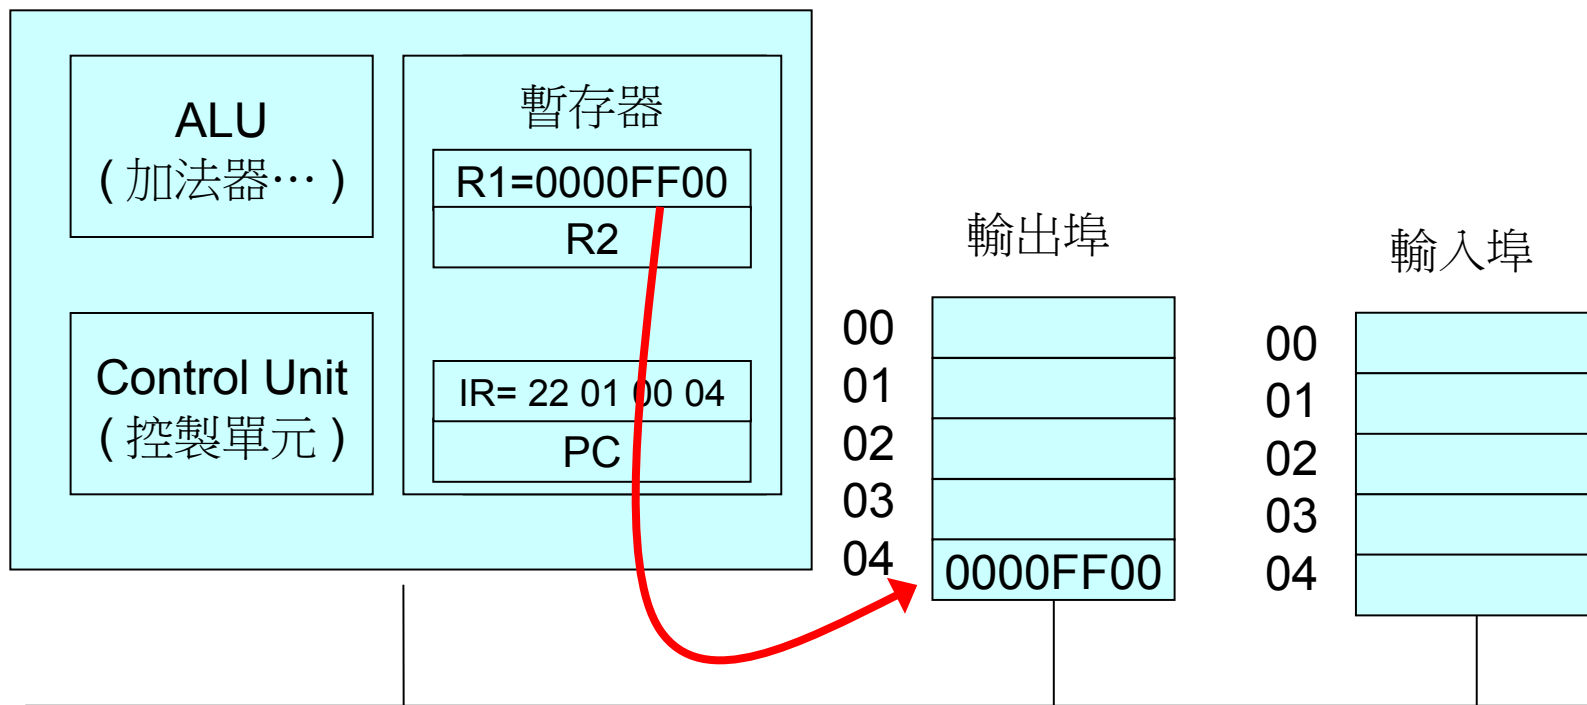 ALU
( 加法器… )
Control Unit
( 控製單元 )
暫存器
R1=0000FF00
R2
IR= 22 01 00 04
PC
輸出埠
00
01
02
03
04
0000FF00
輸入埠
00
01
02
03
04